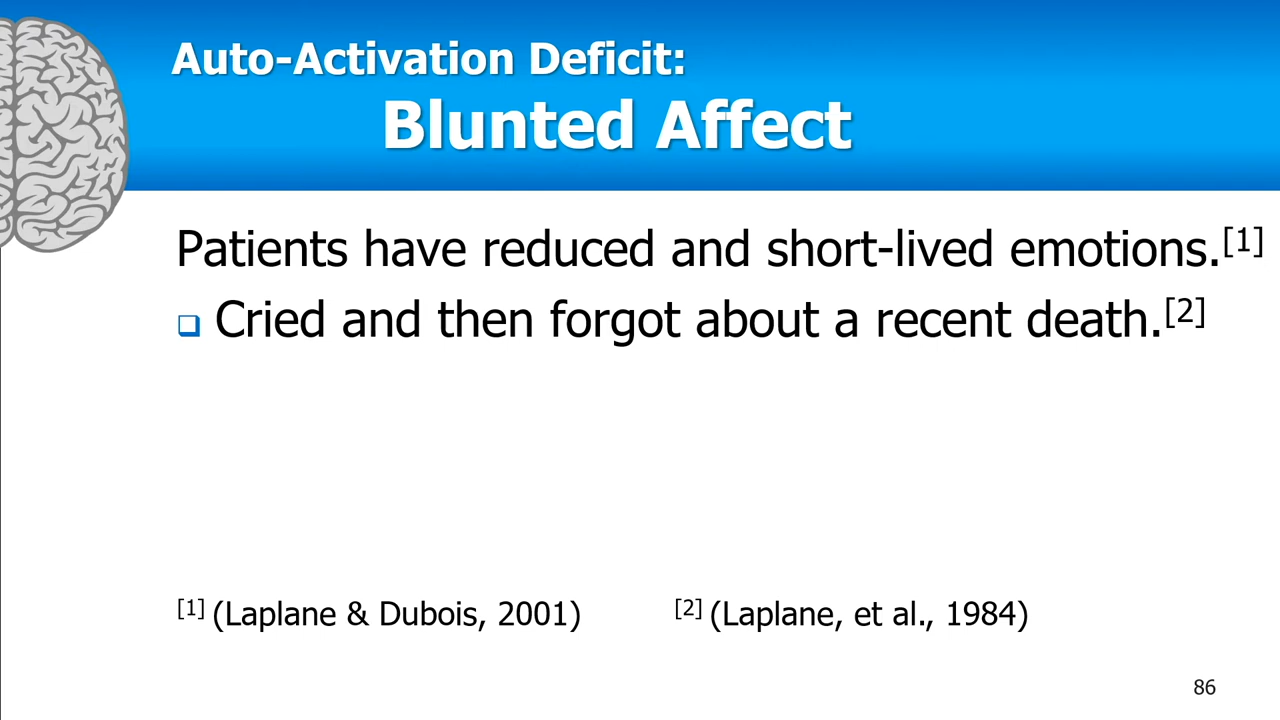 Auto-Activation Deficit:
Blunted Affect
Patients have reduced and short-lived emotions.[1]
❑ Cried and then forgot about a recent death.[2]
[1] (Laplane & Dubois, 2001) [2] (Laplane, et al., 1984)
86